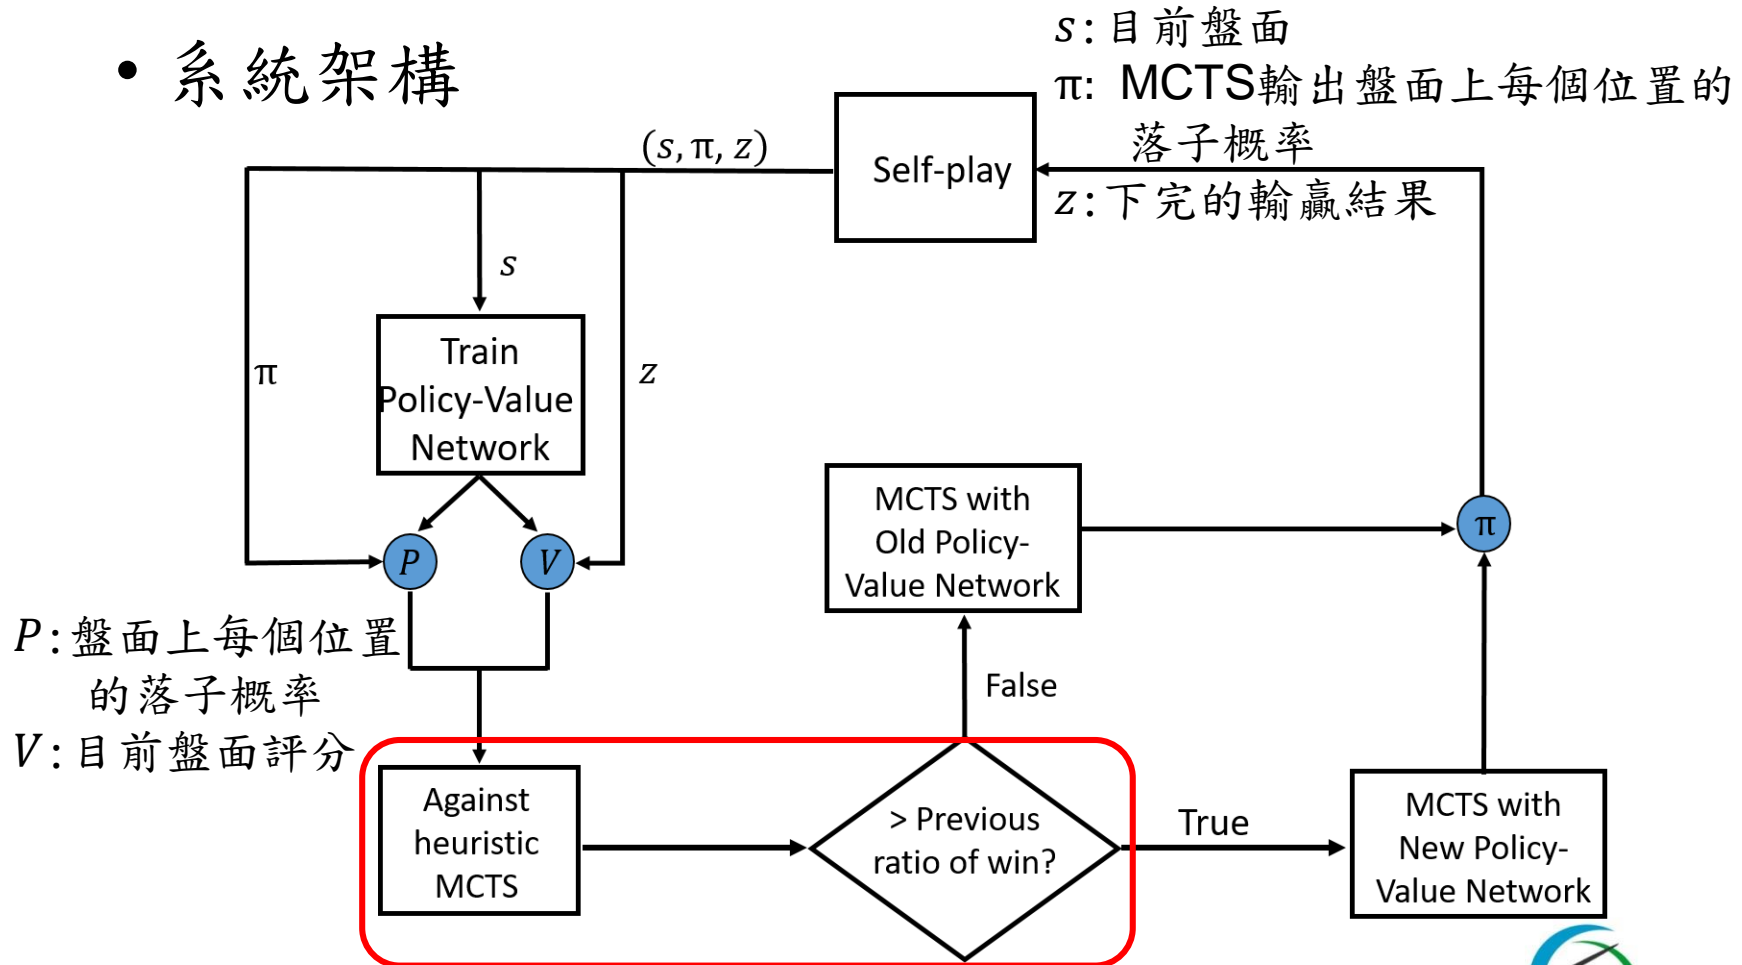 • 系統架構
s:目前盤面
π: MCTS輸出盤面上每個位置的
落子概率
z:下完的輸贏結果
(s, π, z)
Self-play
s
π
z
Train
Policy-Value
Network
P
V
P:盤面上每個位置
的落子概率
V:目前盤面評分
MCTS with
Old Policy-
Value Network
π
False
Against
heuristic
MCTS
> Previous
ratio of win?
True
MCTS with
New Policy-
Value Network